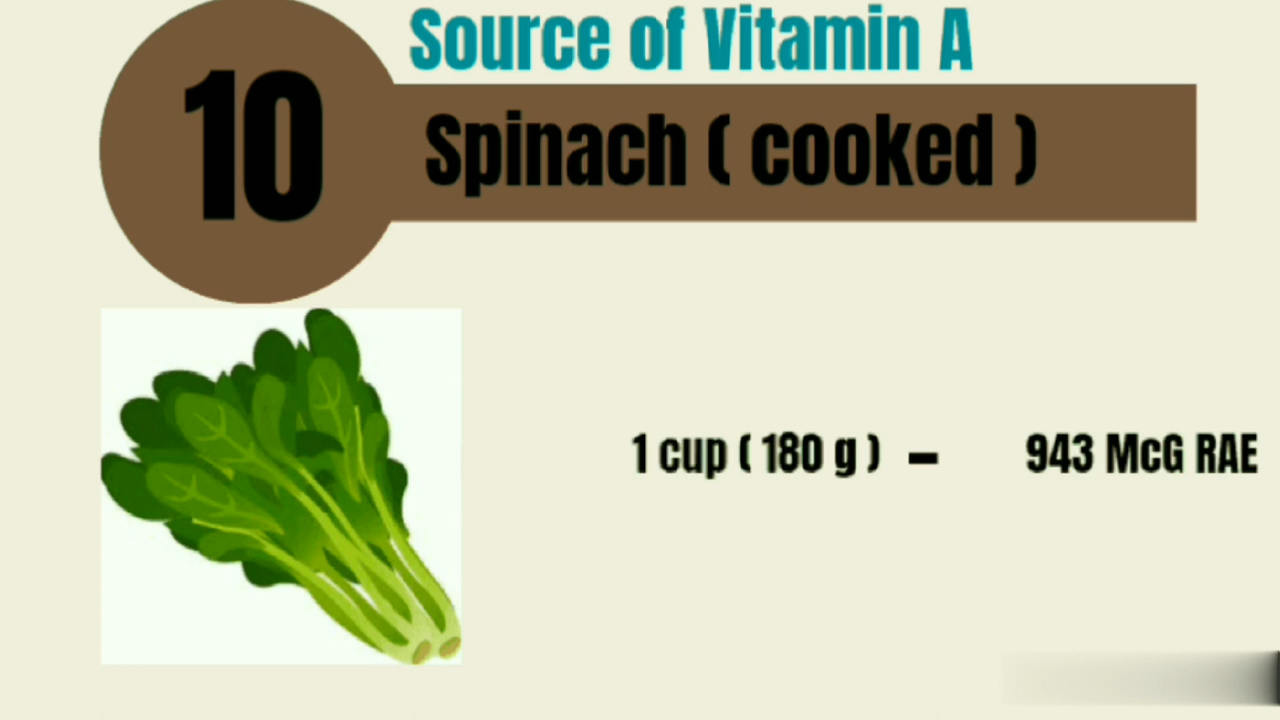 Source of Vitamin A
10
Spinach ( cooked )
1 cup ( 180 g ) – 943 McG RAE